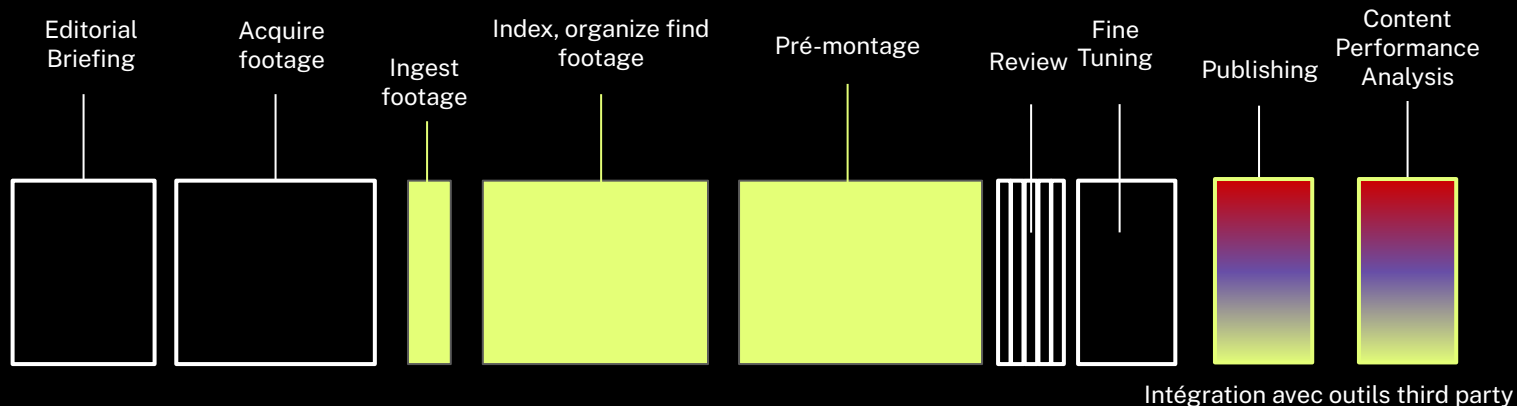 Editorial
Briefing
Acquire
footage
Ingest
footage
Index, organize find
footage
Pré-montage
Review
Fine
Tuning
Publishing
Content
Performance
Analysis
Intégration avec outils third party